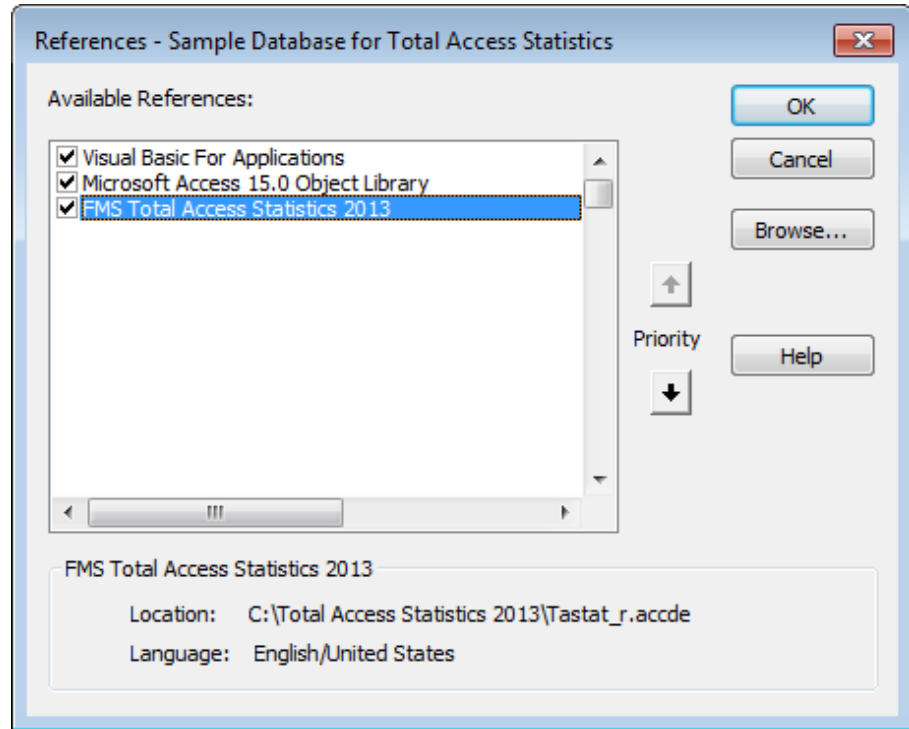 References - Sample Database for Total Access Statistics
Available References:
Visual Basic For Applications
Microsoft Access 15.0 Object Library
FMS Total Access Statistics 2013
OK
Cancel
Browse...
Priority
Help
FMS Total Access Statistics 2013
Location: C:\Total Access Statistics 2013\Tastat_r.accde
Language: English/United States